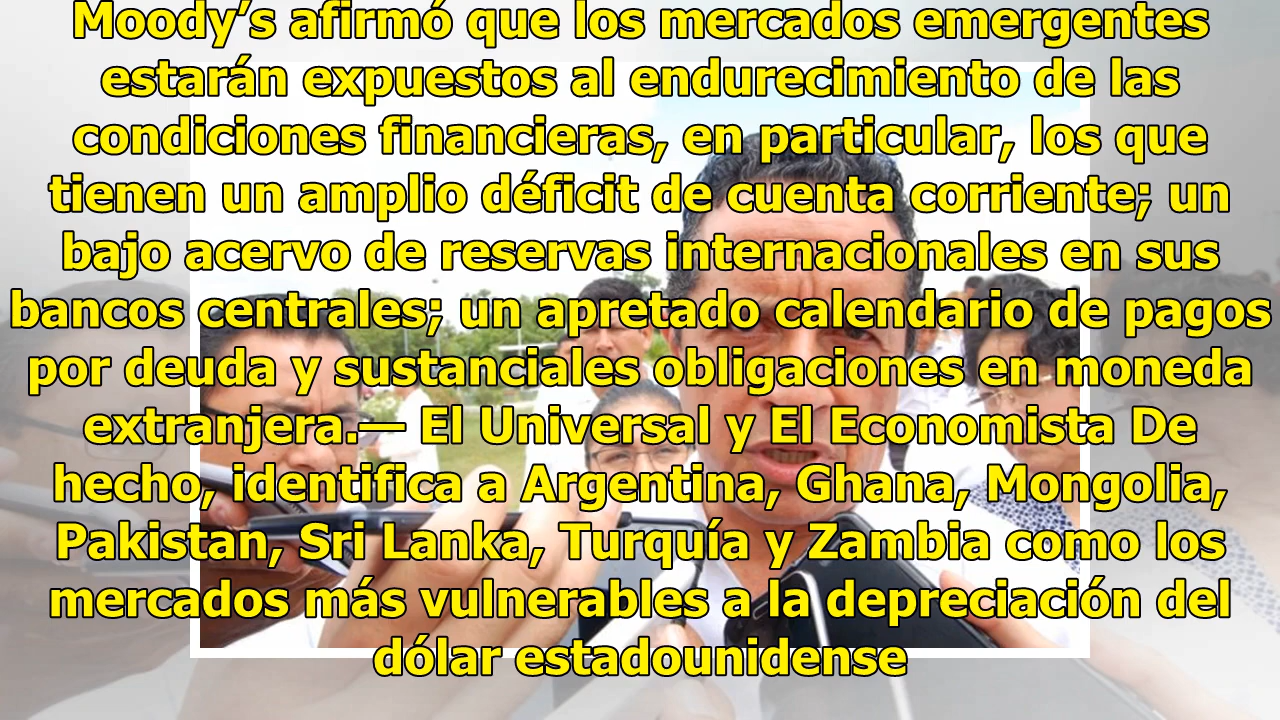 Moody’s afirmó que los mercados emergentes
estarán expuestos al endurecimiento de las
condiciones financieras, en particular, los que
tienen un amplio déficit de cuenta corriente; un
bajo acervo de reservas internacionales en sus
bancos centrales; un apretado calendario de pagos
por deuda y sustanciales obligaciones en moneda
extranjera.— El Universal y El Economista De
hecho, identifica a Argentina, Ghana, Mongolia,
Pakistan, Sri Lanka, Turquía y Zambia como los
mercados más vulnerables a la depreciación del
dólar estadounidense